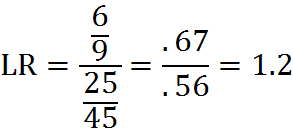 LR = (6/9)/(25/45) = .67/.56 = 1.2